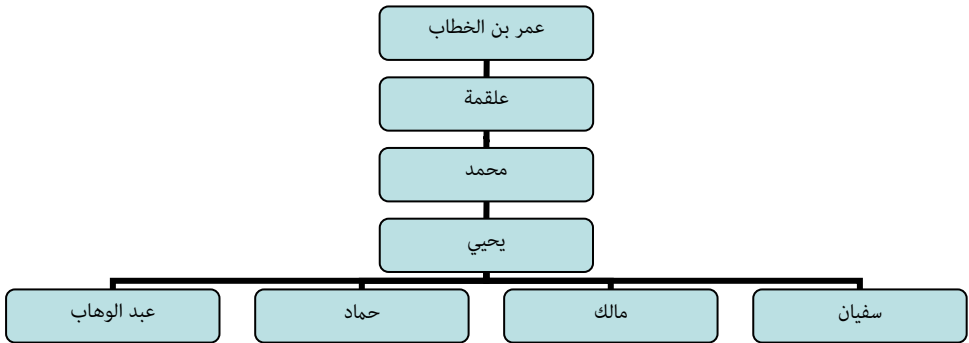 عمر بن الخطاب
علقمة
محمد
يحيي
سفيان
مالك
حماد
عبد الوهاب